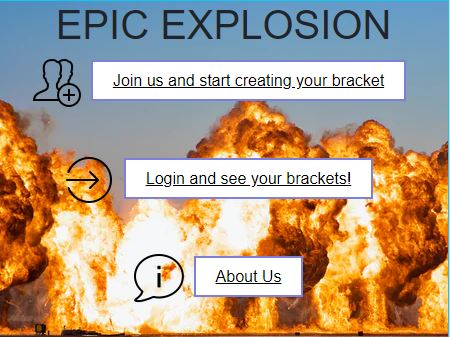 EPIC EXPLOSION
Join us and start creating your bracket
Login and see your brackets!
i
About Us